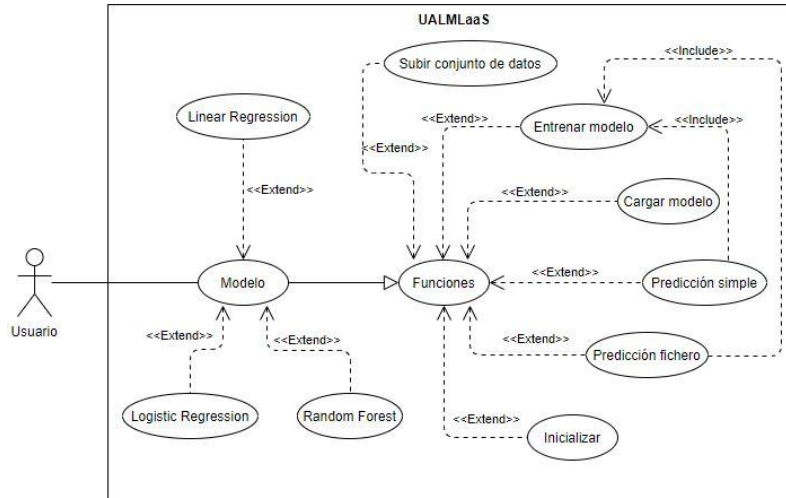 UALMLaaS
Subir conjunto de datos
<<Include>>
Linear Regression
<<Extend>>
Entrenar modelo
<<Include>>
<<Extend>>
<<Extend>>
<<Extend>>
Cargar modelo
Usuario
Modelo
Funciones
<<Extend>>
Predicción simple
<<Extend>>
<<Extend>>
<<Extend>>
Predicción fichero
Logistic Regression
Random Forest
<<Extend>>
Inicializar